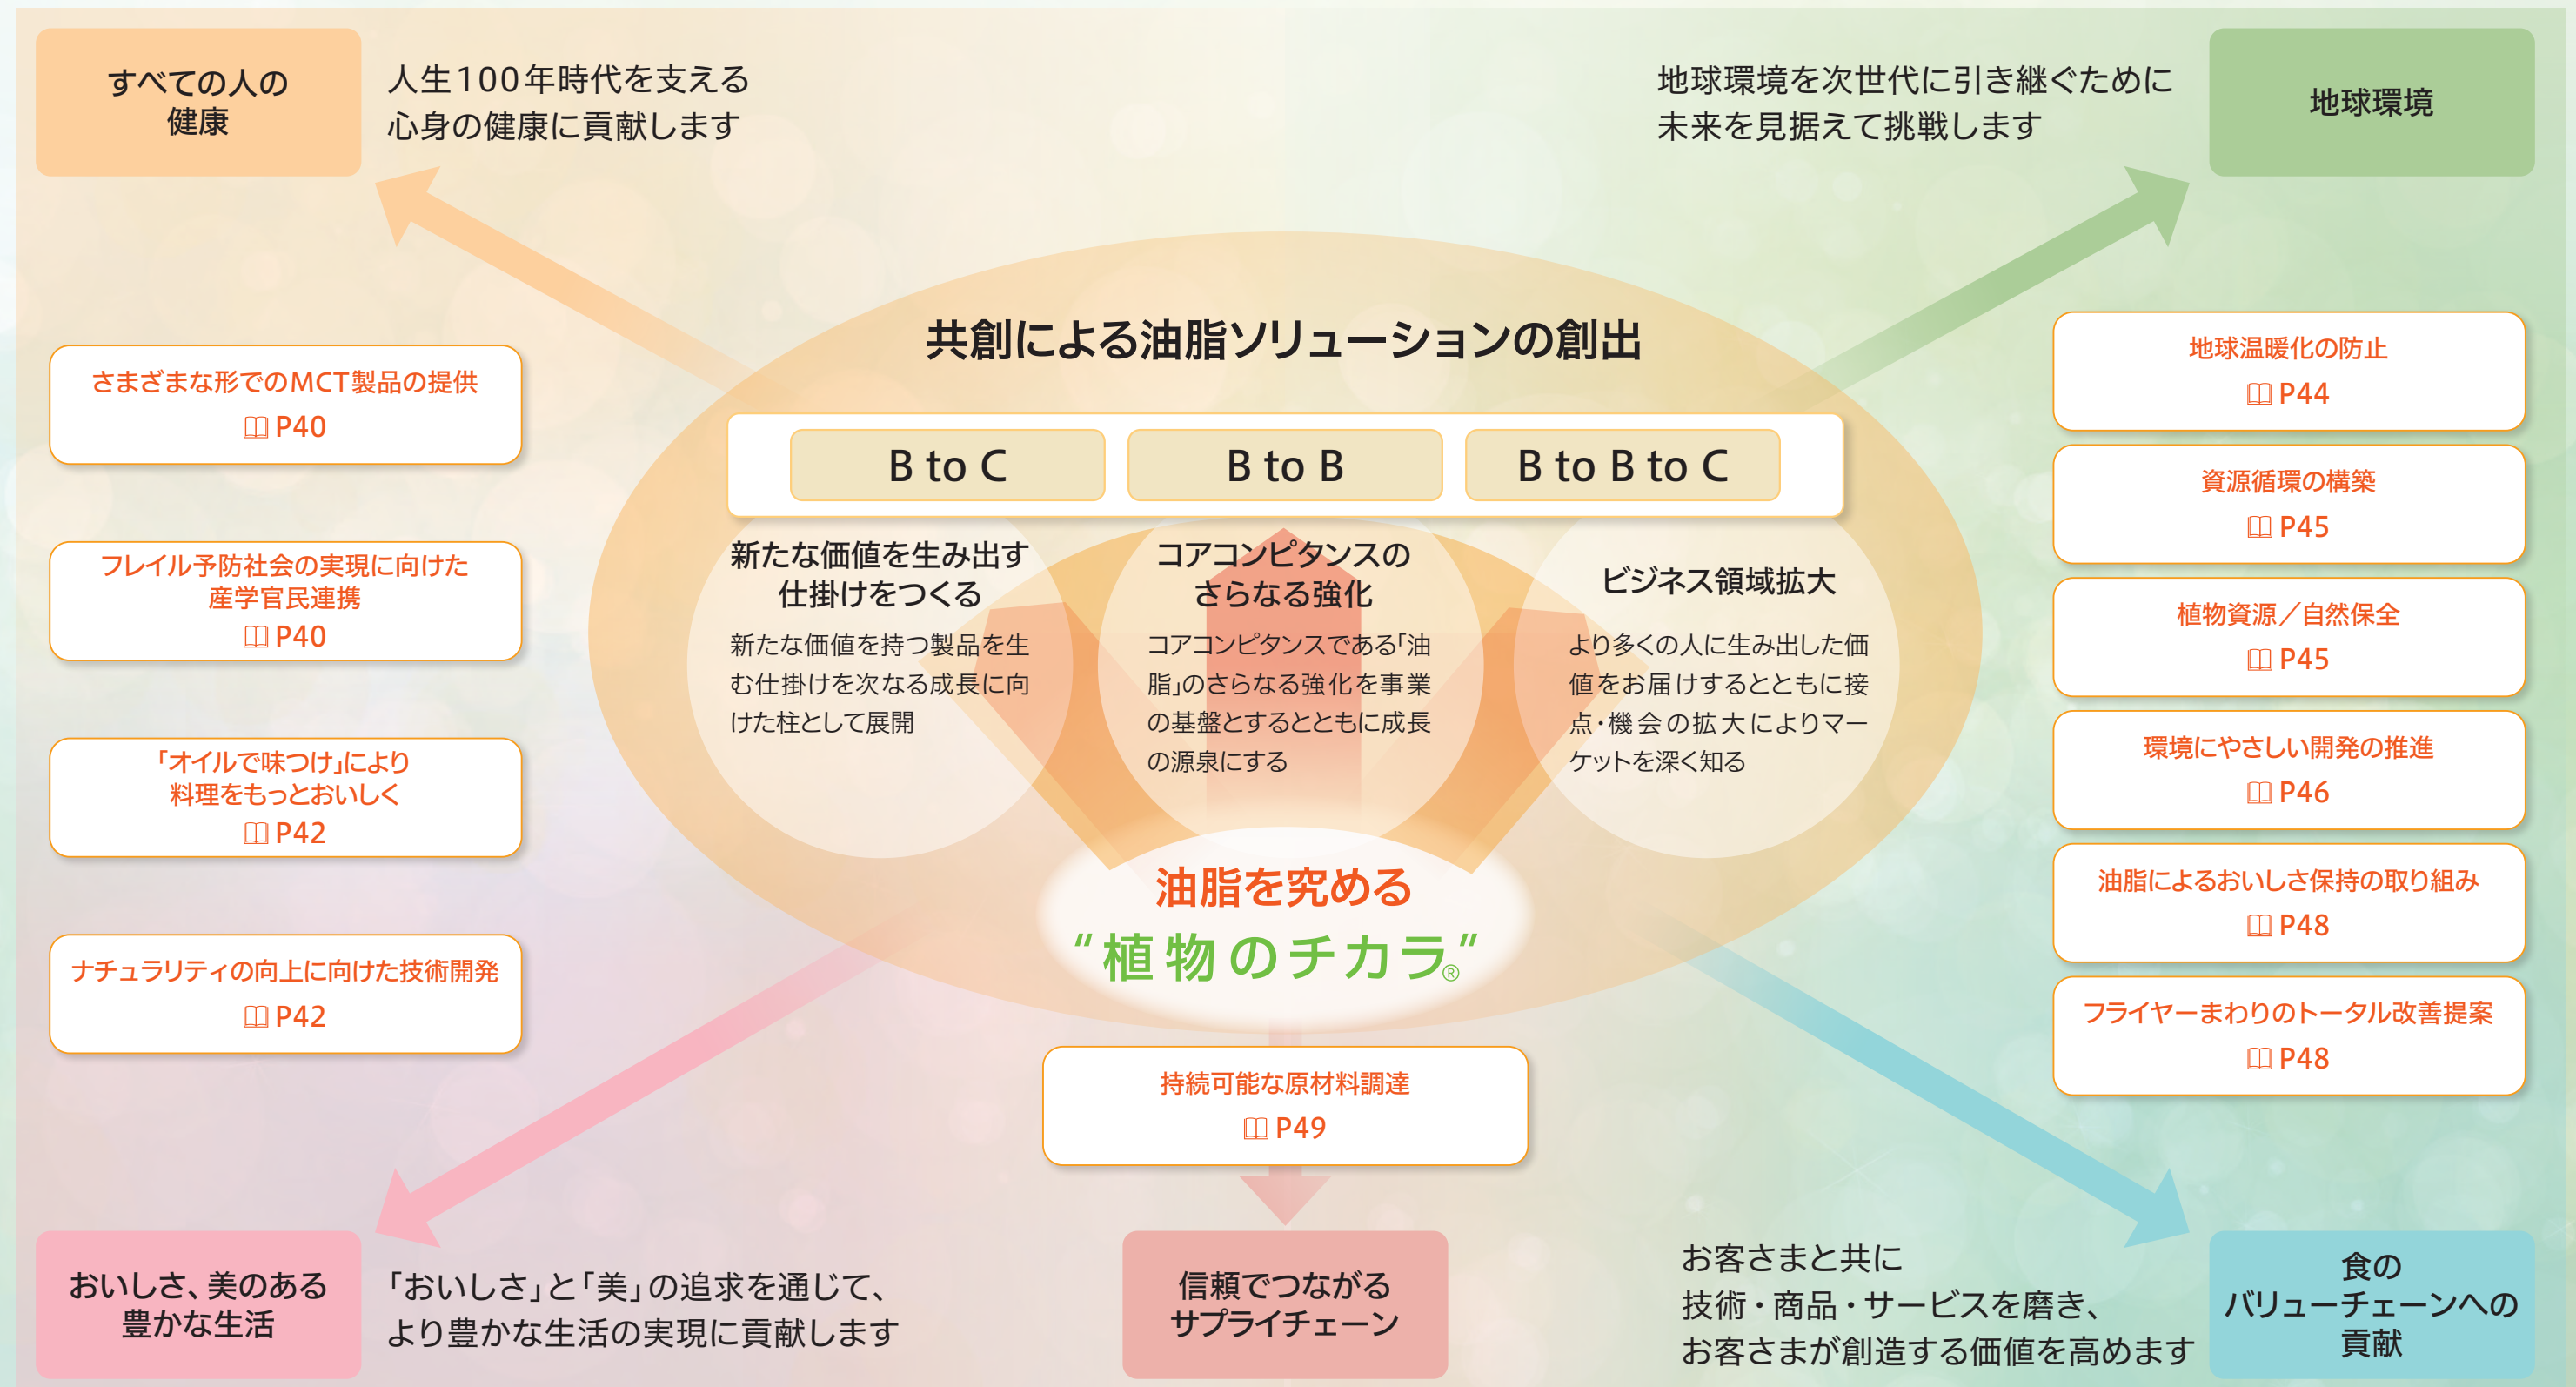 すべての人の
健康
人生100年時代を支える
心身の健康に貢献します
地球環境を次世代に引き継ぐために
未来を見据えて挑戦します
地球環境
さまざまな形でのMCT製品の提供
P40
フレイル予防社会の実現に向けた
産学官民連携
P40
「オイルで味つけ」により
料理をもっとおいしく
P42
ナチュラリティの向上に向けた技術開発
P42
共創による油脂ソリューションの創出
B to C
B to B
B to B to C
新たな価値を生み出す
仕掛けをつくる
新たな価値を持つ製品を生
む仕掛けを次なる成長に向
けた柱として展開
コアコンピタンスの
さらなる強化
コアコンピタンスである「油
脂」のさらなる強化を事業
の基盤とするとともに成長
の源泉にする
ビジネス領域拡大
より多くの人に生み出した価
値をお届けするとともに接
点・機会の拡大によりマー
ケットを深く知る
油脂を究める
“植物のチカラ®”
持続可能な原材料調達
P49
地球温暖化の防止
P44
資源循環の構築
P45
植物資源／自然保全
P45
環境にやさしい開発の推進
P46
油脂によるおいしさ保持の取り組み
P48
フライヤーまわりのトータル改善提案
P48
おいしさ、美のある
豊かな生活
「おいしさ」と「美」の追求を通じて、
より豊かな生活の実現に貢献します
信頼でつながる
サプライチェーン
お客さまと共に
技術・商品・サービスを磨き、
お客さまが創造する価値を高めます
食の
バリューチェーンへの
貢献